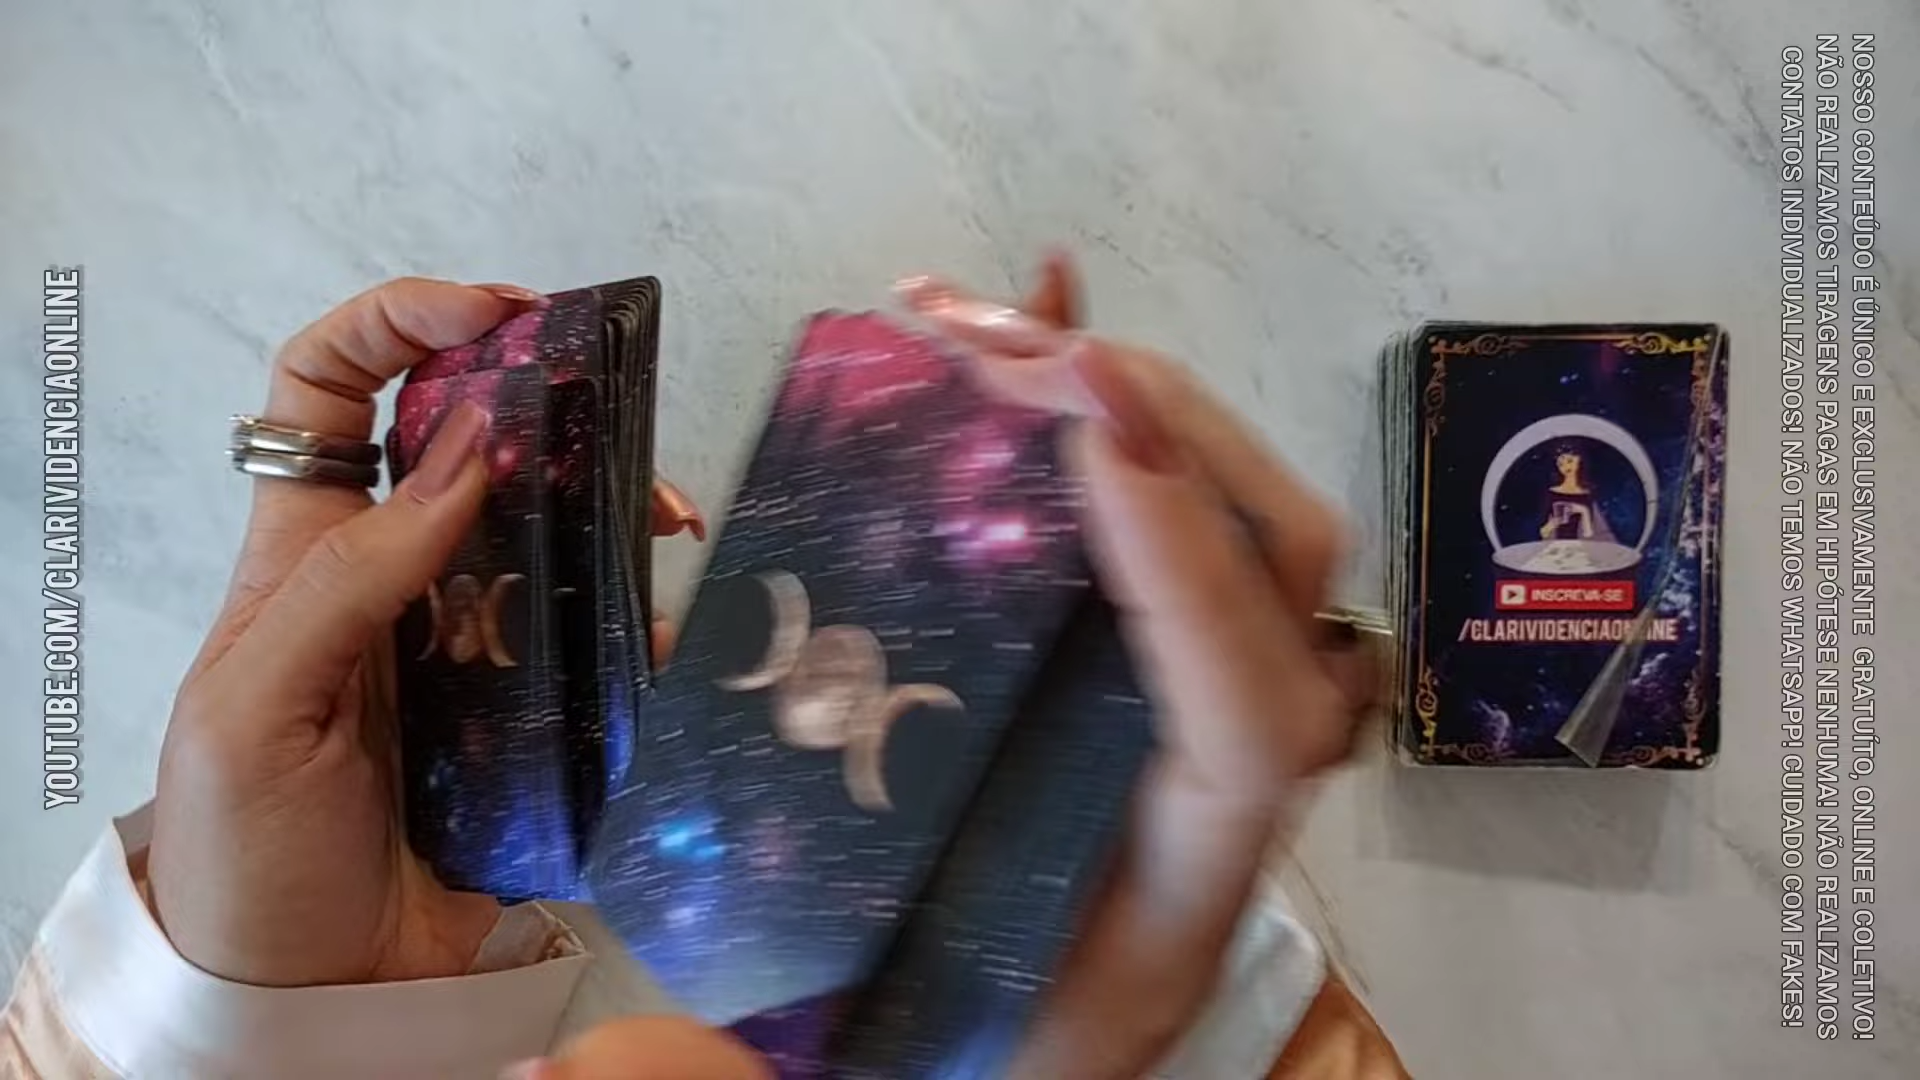 YOUTUBE.COM/CLARIVIDENCIAONLINE
INSCREVA-SE
/CLARIVIDENCIAONLINE
NOSSO CONTEÚDO É ÚNICO E EXCLUSIVAMENTE GRATUÍTO, ONLINE E COLETIVO!
NÃO REALIZAMOS TIRAGENS PAGAS EM HIPÓTESE NENHUMA! NÃO REALIZAMOS
CONTATOS INDIVIDUALIZADOS! NÃO TEMOS WHATSAPP! CUIDADO COM FAKES!